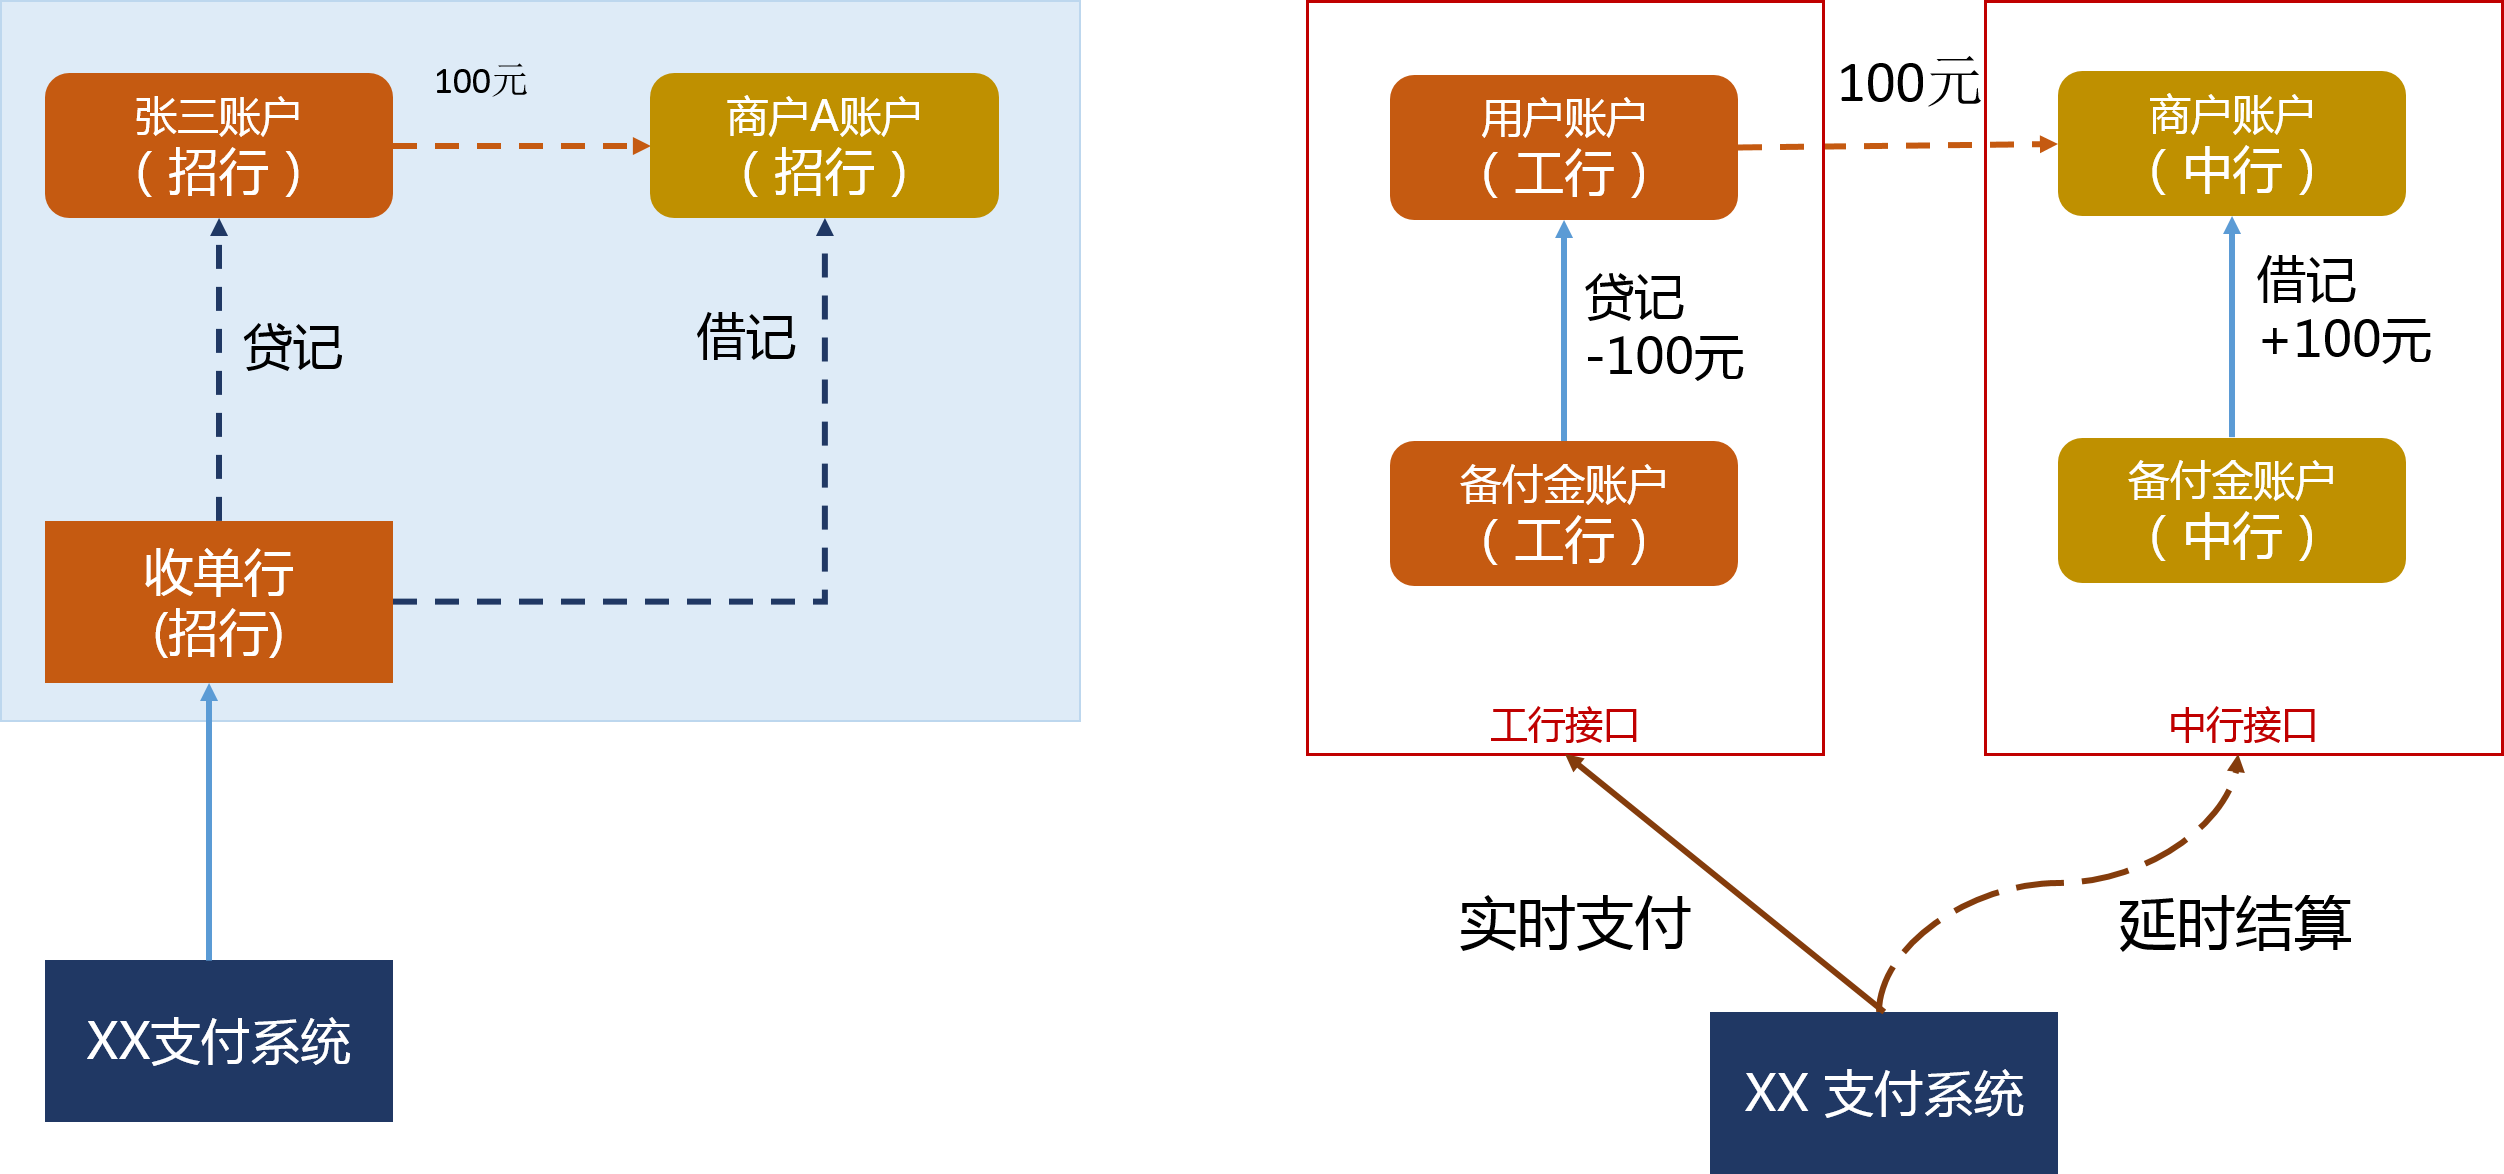 100元
张三账户
（招行）
商户A账户
（招行）
贷记
借记
收单行
(招行)
XX支付系统
100元
用户账户
（工行）
商户账户
（中行）
贷记
-100元
借记
+100元
备付金账户
（工行）
备付金账户
（中行）
工行接口
中行接口
实时支付
延时结算
XX 支付系统